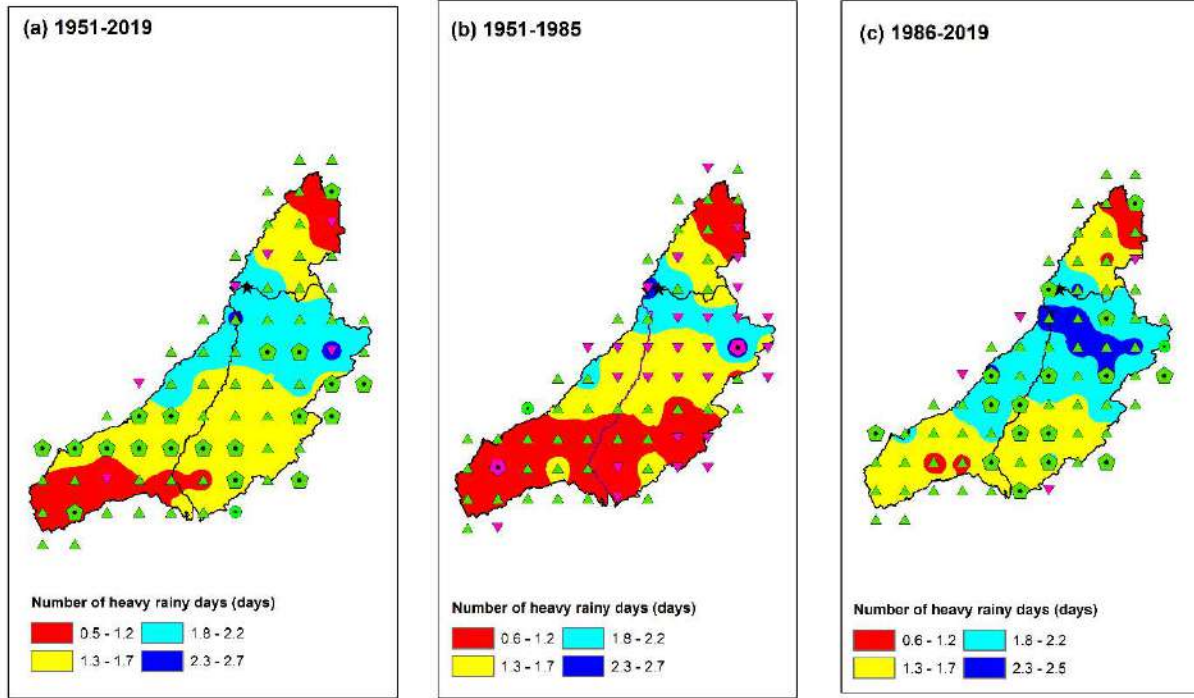 (a) 1951-2019
Number of heavy rainy days (days)
0.5 - 1.2
1.8 - 2.2
1.3 - 1.7
2.3 - 2.7
(b) 1951-1985
Number of heavy rainy days (days)
0.6 - 1.2
1.8 - 2.2
1.3 - 1.7
2.3 - 2.7
(c) 1986-2019
Number of heavy rainy days (days)
0.6 - 1.2
1.8 - 2.2
1.3 - 1.7
2.3 - 2.5